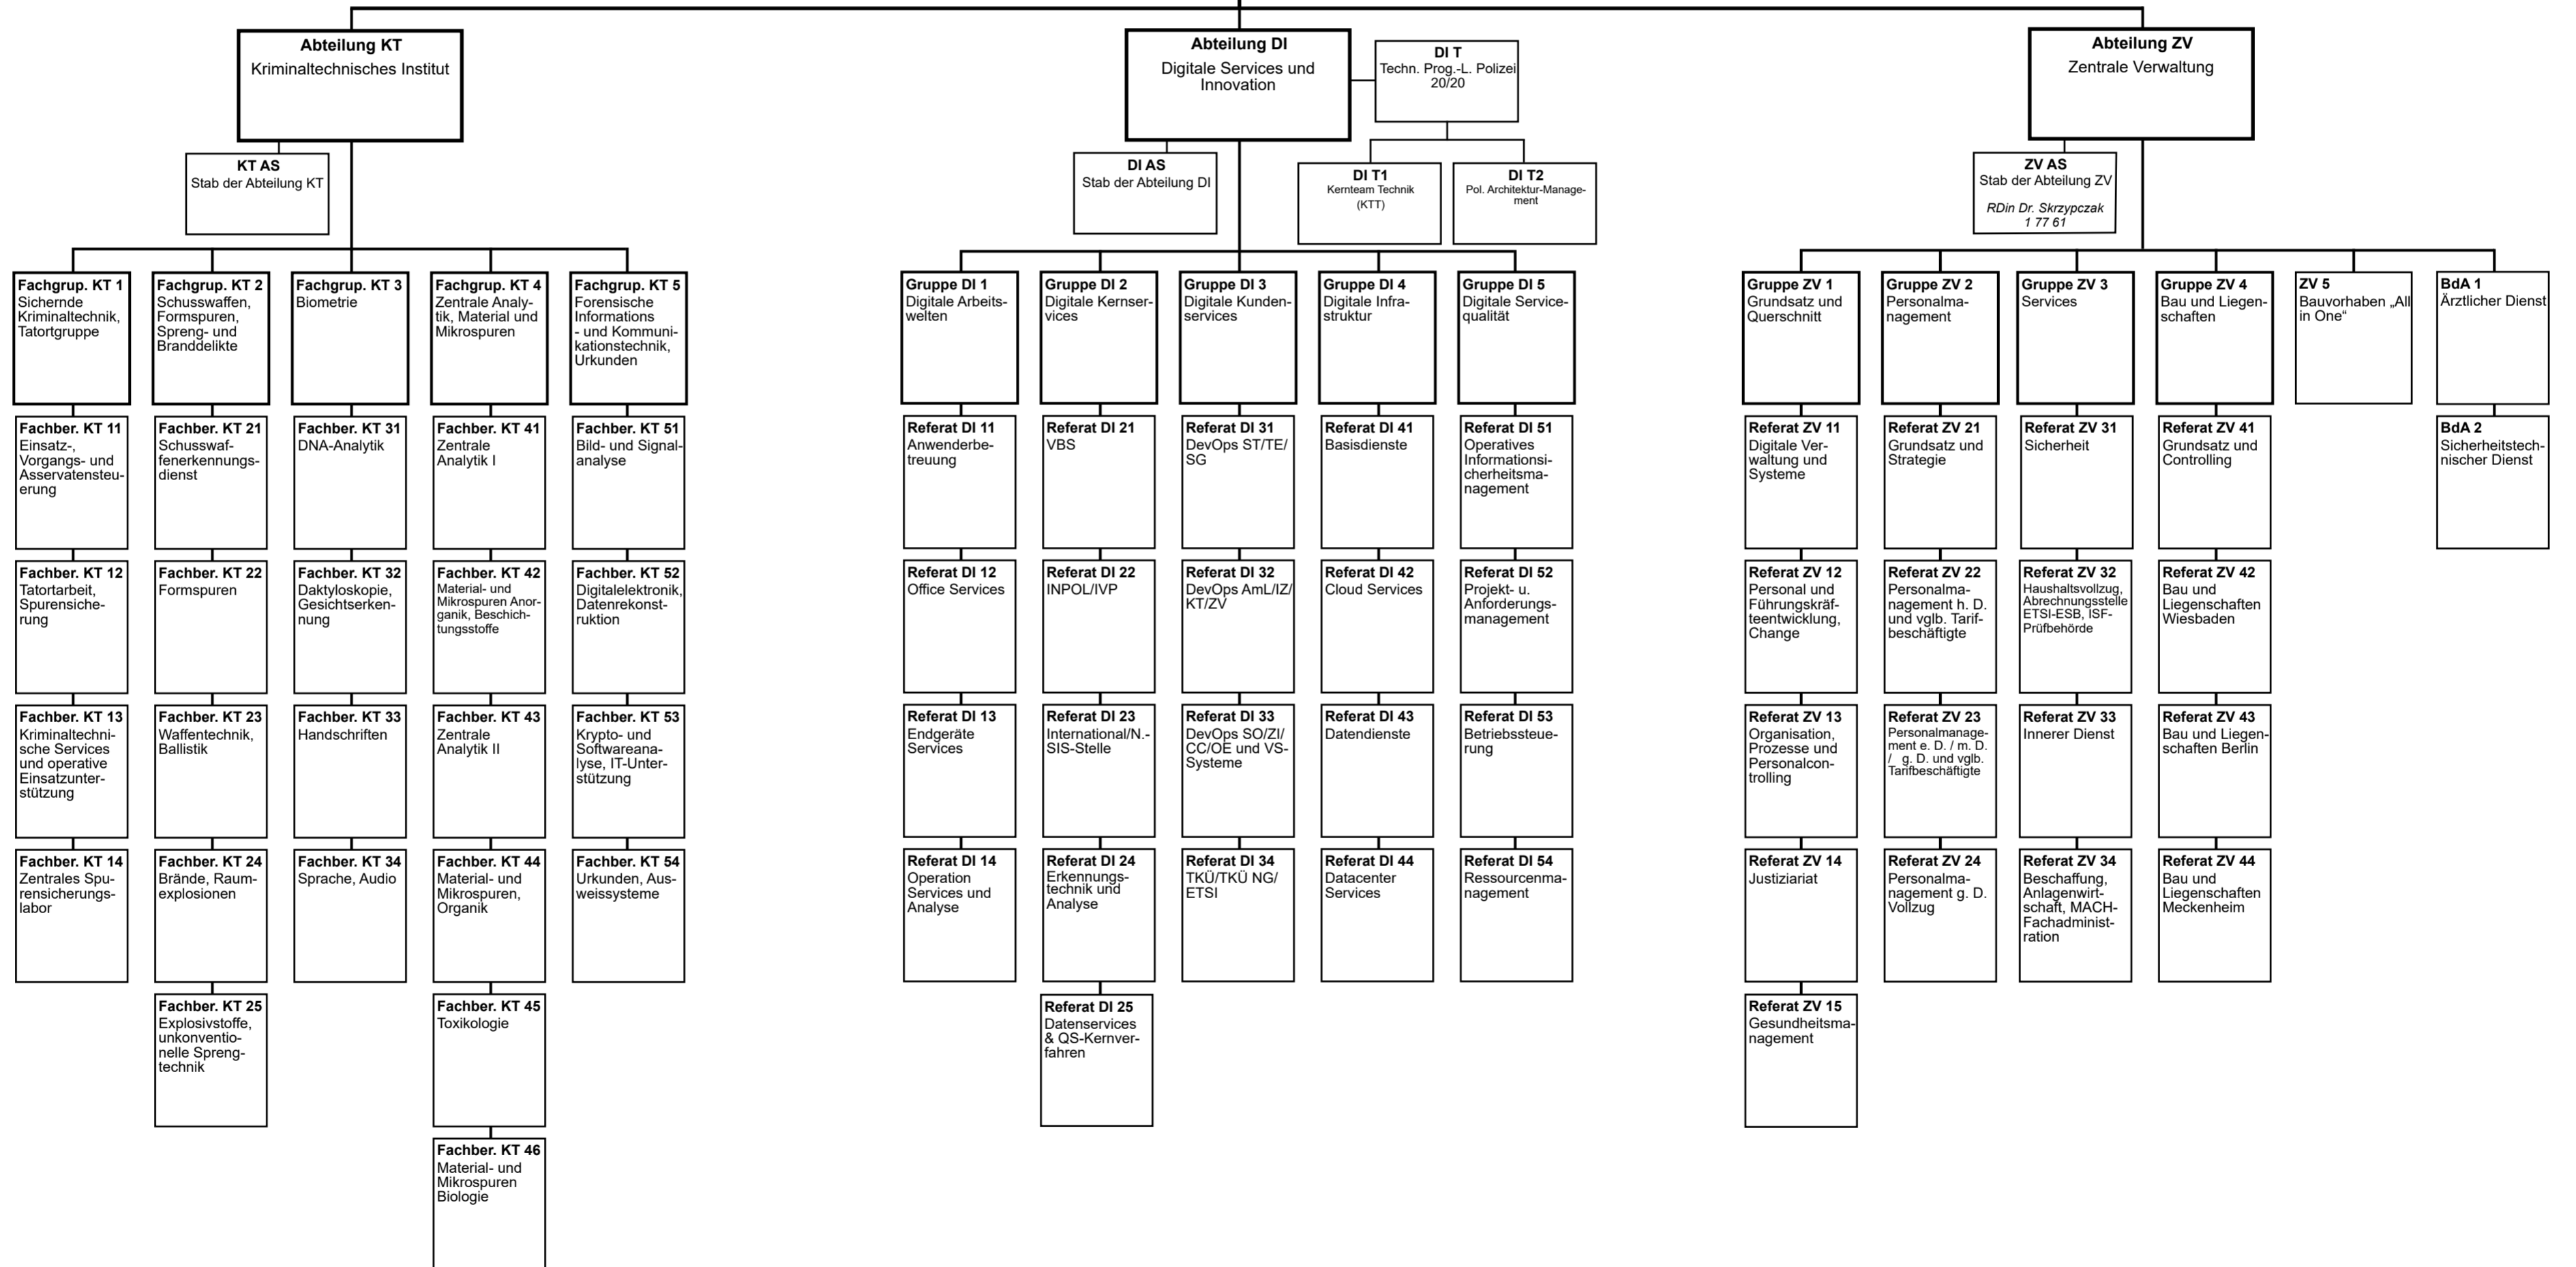 Abteilung KT
Kriminaltechnisches Institut
KT AS
Stab der Abteilung KT
Fachgrup. KT 1
Sichernde
Kriminaltechnik,
Tatortgruppe
Fachber. KT 11
Einsatz-,
Vorgangs- und
Asservatensteu-
erung
Fachber. KT 12
Tatortarbeit,
Spurensiche-
rung
Fachber. KT 13
Kriminaltechni-
sche Services
und operative
Einsatzunter-
stützung
Fachber. KT 14
Zentrales Spu-
rensicherungs-
labor
Fachgrup. KT 2
Schusswaffen,
Formspuren,
Spreng- und
Branddelikte
Fachber. KT 21
Schusswaf-
fenerkennungs-
dienst
Fachber. KT 22
Formspuren
Fachber. KT 23
Waffentechnik,
Ballistik
Fachber. KT 24
Brände, Raum-
explosionen
Fachber. KT 25
Explosivstoffe,
unkonventio-
nelle Spreng-
technik
Fachgrup. KT 3
Biometrie
Fachber. KT 31
DNA-Analytik
Fachber. KT 32
Daktyloskopie,
Gesichtserken-
nung
Fachber. KT 33
Handschriften
Fachber. KT 34
Sprache, Audio
Fachgrup. KT 4
Zentrale Analy-
tik, Material und
Mikrospuren
Fachber. KT 41
Zentrale
Analytik I
Fachber. KT 42
Material- und
Mikrospuren Anor-
ganik, Beschich-
tungsstoffe
Fachber. KT 43
Zentrale
Analytik II
Fachber. KT 44
Material- und
Mikrospuren,
Organik
Fachber. KT 45
Toxikologie
Fachber. KT 46
Material- und
Mikrospuren
Biologie
Fachgrup. KT 5
Forensische
Informations
- und Kommuni-
kationstechnik,
Urkunden
Fachber. KT 51
Bild- und Signal-
analyse
Fachber. KT 52
Digitalelektronik,
Datenrekonst-
ruktion
Fachber. KT 53
Krypto- und
Softwareana-
lyse, IT-Unter-
stützung
Fachber. KT 54
Urkunden, Aus-
weissysteme
Abteilung DI
Digitale Services und
Innovation
DI T
Techn. Prog.-L. Polizei
20/20
DI AS
Stab der Abteilung DI
DI T1
Kernteam Technik
(KTT)
DI T2
Pol. Architektur-Manage-
ment
Gruppe DI 1
Digitale Arbeits-
welten
Referat DI 11
Anwenderbe-
treuung
Referat DI 12
Office Services
Referat DI 13
Endgeräte
Services
Referat DI 14
Operation
Services und
Analyse
Gruppe DI 2
Digitale Kernser-
vices
Referat DI 21
VBS
Referat DI 22
INPOL/IVP
Referat DI 23
International/N.-
SIS-Stelle
Referat DI 24
Erkennungs-
technik und
Analyse
Referat DI 25
Datenservices
& QS-Kernver-
fahren
Gruppe DI 3
Digitale Kunden-
services
Referat DI 31
DevOps ST/TE/
SG
Referat DI 32
DevOps AmL/IZ/
KT/ZV
Referat DI 33
DevOps SO/ZI/
CC/OE und VS-
Systeme
Referat DI 34
TKÜ/TKÜ NG/
ETSI
Gruppe DI 4
Digitale Infra-
struktur
Referat DI 41
Basisdienste
Referat DI 42
Cloud Services
Referat DI 43
Datendienste
Referat DI 44
Datacenter
Services
Gruppe DI 5
Digitale Service-
qualität
Referat DI 51
Operatives
Informationsi-
cherheitsma-
nagement
Referat DI 52
Projekt- u.
Anforderungs-
management
Referat DI 53
Betriebssteue-
rung
Referat DI 54
Ressourcenma-
nagement
Abteilung ZV
Zentrale Verwaltung
ZV AS
Stab der Abteilung ZV
RDin Dr. Skrzypczak
1 77 61
Gruppe ZV 1
Grundsatz und
Querschnitt
Referat ZV 11
Digitale Ver-
waltung und
Systeme
Referat ZV 12
Personal und
Führungskräf-
teentwicklung,
Change
Referat ZV 13
Organisation,
Prozesse und
Personalcon-
trolling
Referat ZV 14
Justiziariat
Referat ZV 15
Gesundheitsma-
nagement
Gruppe ZV 2
Personalma-
nagement
Referat ZV 21
Grundsatz und
Strategie
Referat ZV 22
Personalma-
nagement h. D.
und vglb. Tarif-
beschäftigte
Referat ZV 23
Personalmanage-
ment e. D. / m. D.
/ g. D. und vglb.
Tarifbeschäftigte
Referat ZV 24
Personalma-
nagement g. D.
Vollzug
Gruppe ZV 3
Services
Referat ZV 31
Sicherheit
Referat ZV 32
Haushaltsvollzug,
Abrechnungsstelle
ETSI-ESB, ISF-
Prüfbehörde
Referat ZV 33
Innerer Dienst
Referat ZV 34
Beschaffung,
Anlagenwirt-
schaft, MACH-
Fachadminist-
ration
Gruppe ZV 4
Bau und Liegen-
schaften
Referat ZV 41
Grundsatz und
Controlling
Referat ZV 42
Bau und
Liegenschaften
Wiesbaden
Referat ZV 43
Bau und Liegen-
schaften Berlin
Referat ZV 44
Bau und
Liegenschaften
Meckenheim
ZV 5
Bauvorhaben „All
in One“
BdA 1
Ärztlicher Dienst
BdA 2
Sicherheitstech-
nischer Dienst